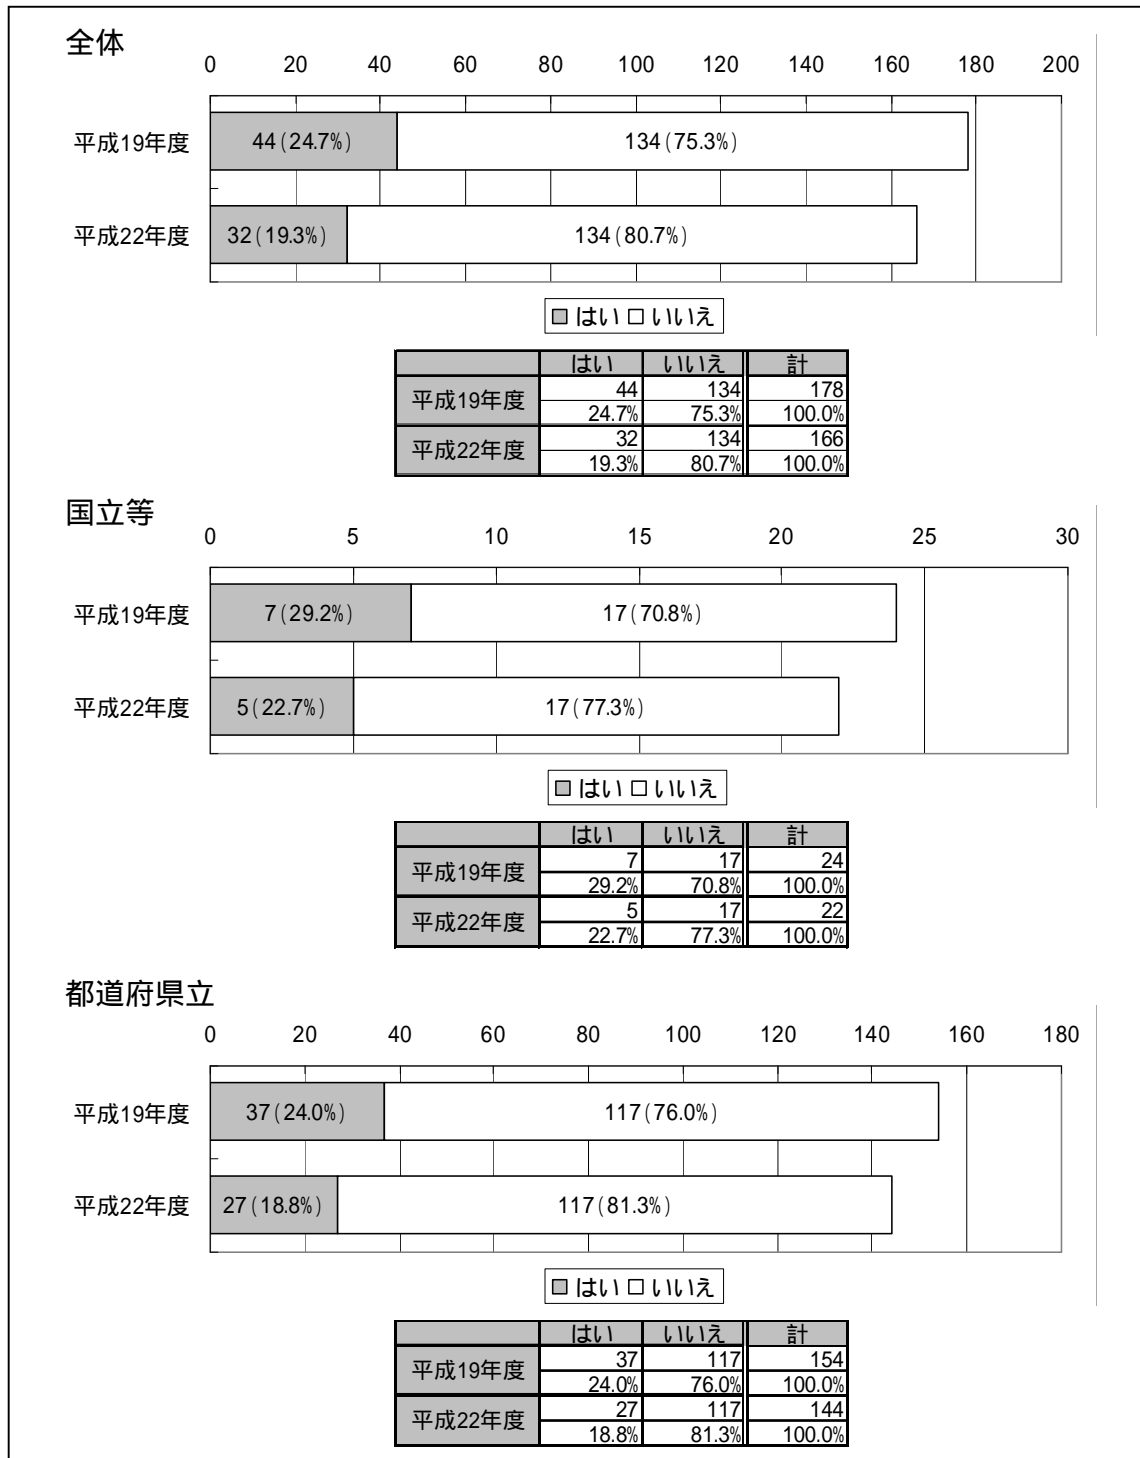 全体
0 20 40 60 80 100 120 140 160 180 200
平成19年度 44(24.7%) 134(75.3%)
平成22年度 32(19.3%) 134(80.7%)
はい いいえ
はい いいえ 計
平成19年度 44 134 178
24.7% 75.3% 100.0%
平成22年度 32 134 166
19.3% 80.7% 100.0%
国立等
0 5 10 15 20 25 30
平成19年度 7(29.2%) 17(70.8%)
平成22年度 5(22.7%) 17(77.3%)
はい いいえ
はい いいえ 計
平成19年度 7 17 24
29.2% 70.8% 100.0%
平成22年度 5 17 22
22.7% 77.3% 100.0%
都道府県立
0 20 40 60 80 100 120 140 160 180
平成19年度 37(24.0%) 117(76.0%)
平成22年度 27(18.8%) 117(81.3%)
はい いいえ
はい いいえ 計
平成19年度 37 117 154
24.0% 76.0% 100.0%
平成22年度 27 117 144
18.8% 81.3% 100.0%